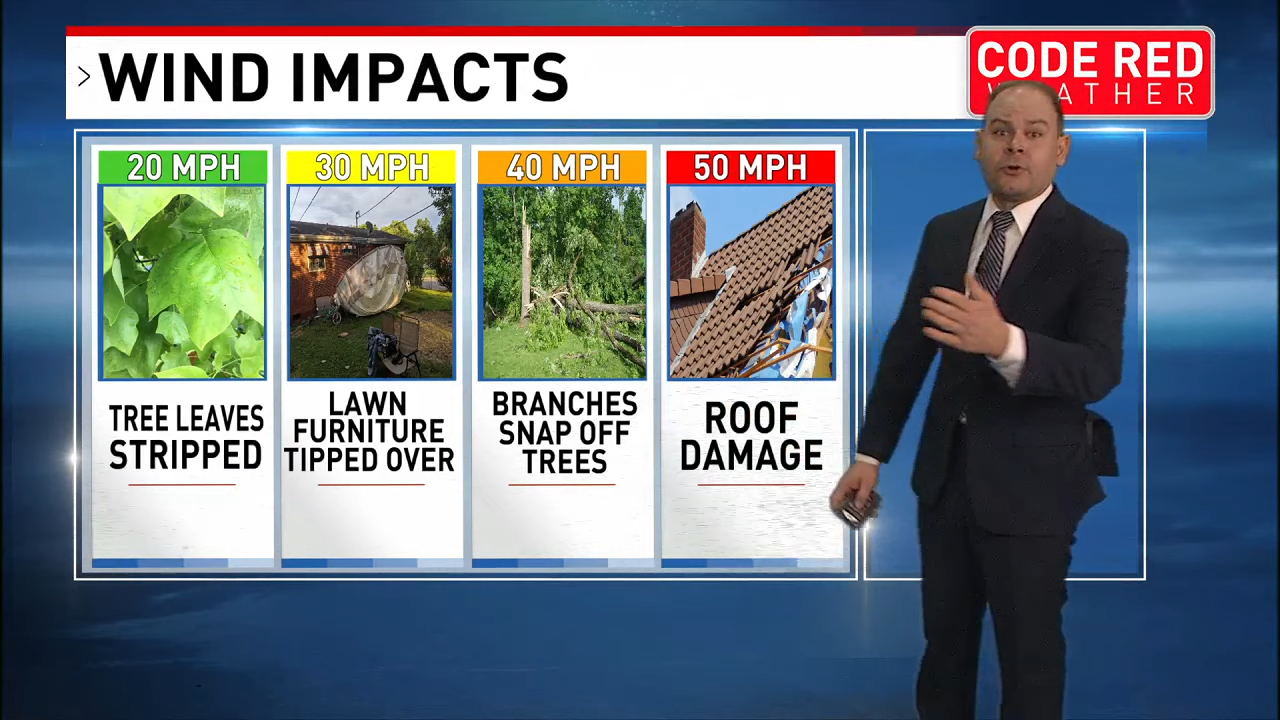 WIND IMPACTS
CODE RED
WEATHER
20 MPH
TREE LEAVES
STRIPPED
30 MPH
LAWN
FURNITURE
TIPPED OVER
40 MPH
BRANCHES
SNAP OFF
TREES
50 MPH
ROOF
DAMAGE